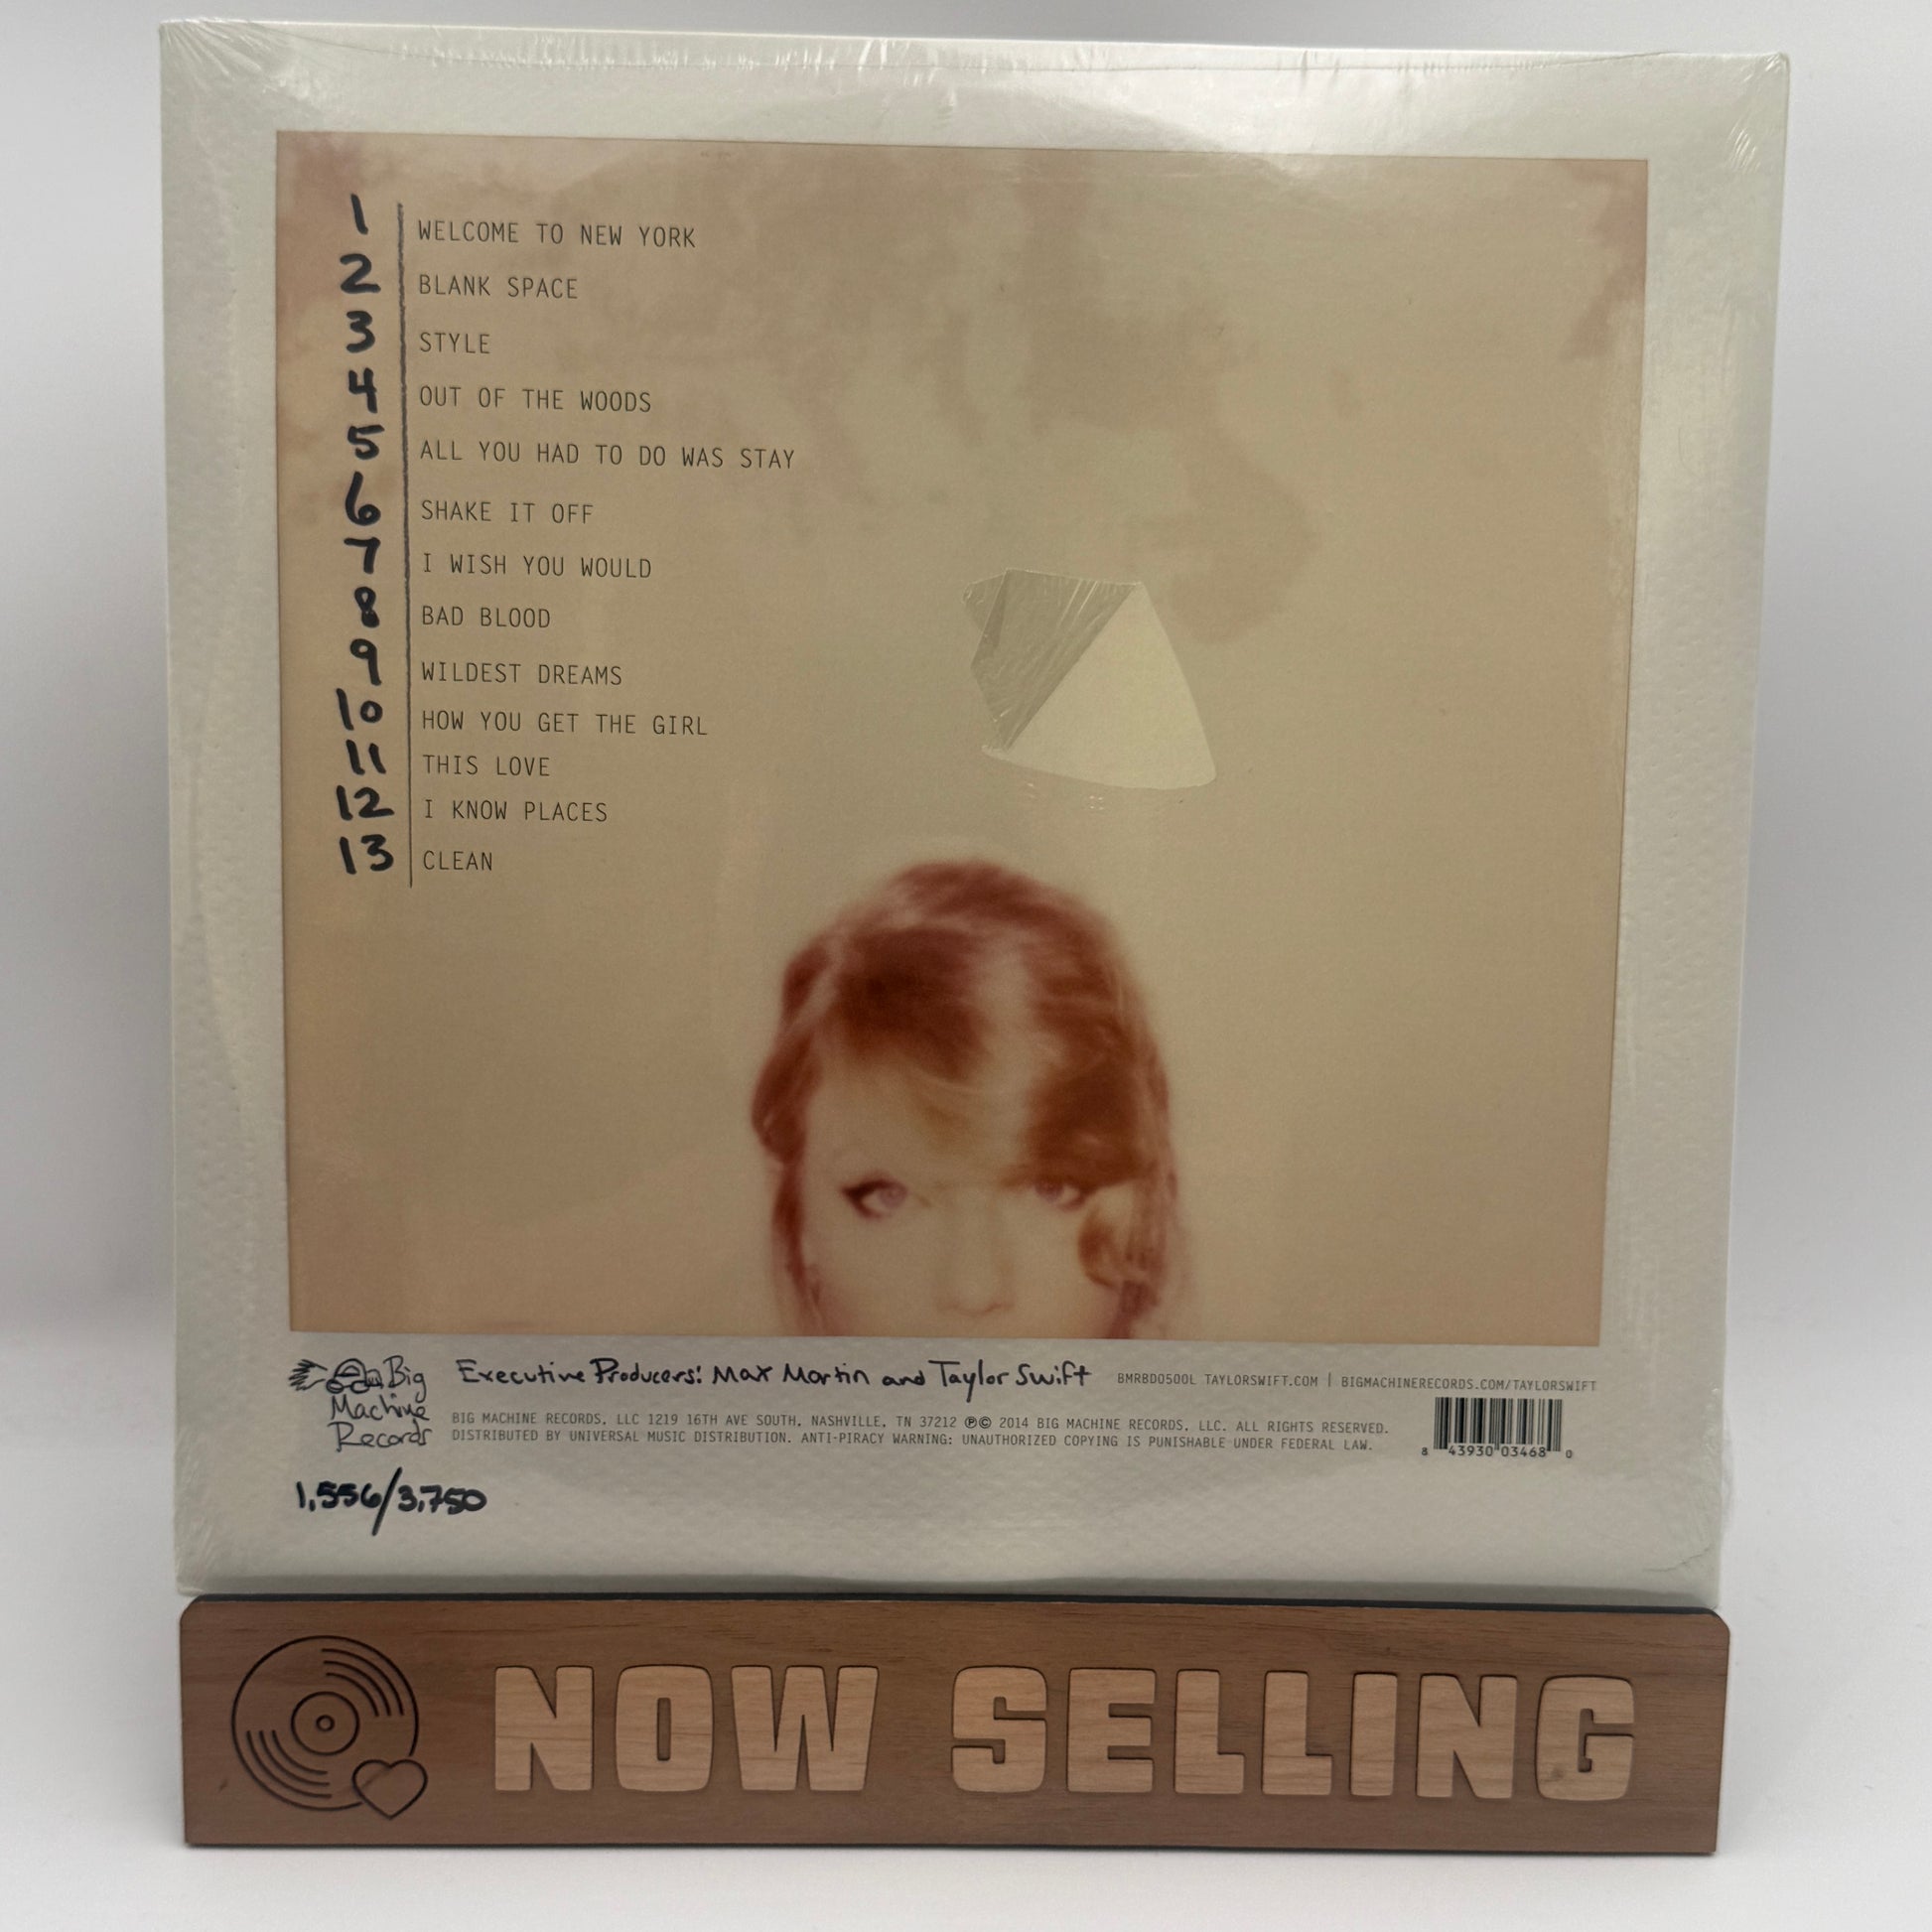 1 WELCOME TO NEW YORK
2 BLANK SPACE
3 STYLE
4 OUT OF THE WOODS
5 ALL YOU HAD TO DO WAS STAY
6 SHAKE IT OFF
7 I WISH YOU WOULD
8 BAD BLOOD
9 WILDEST DREAMS
10 HOW YOU GET THE GIRL
11 THIS LOVE
12 I KNOW PLACES
13 CLEAN
Big
Machine
Records
Executive Producers: Max Martin and Taylor Swift
BMRBD0500L TAYLORSWIFT.COM | BIGMACHINERECORDS.COM/TAYLORSWIFT
BIG MACHINE RECORDS, LLC 1219 16TH AVE SOUTH, NASHVILLE, TN 37212 ℗© 2014 BIG MACHINE RECORDS, LLC. ALL RIGHTS RESERVED.
DISTRIBUTED BY UNIVERSAL MUSIC DISTRIBUTION. ANTI-PIRACY WARNING: UNAUTHORIZED COPYING IS PUNISHABLE UNDER FEDERAL LAW.
8 43930 03468 0
1,556/3,750
NOW SELLING